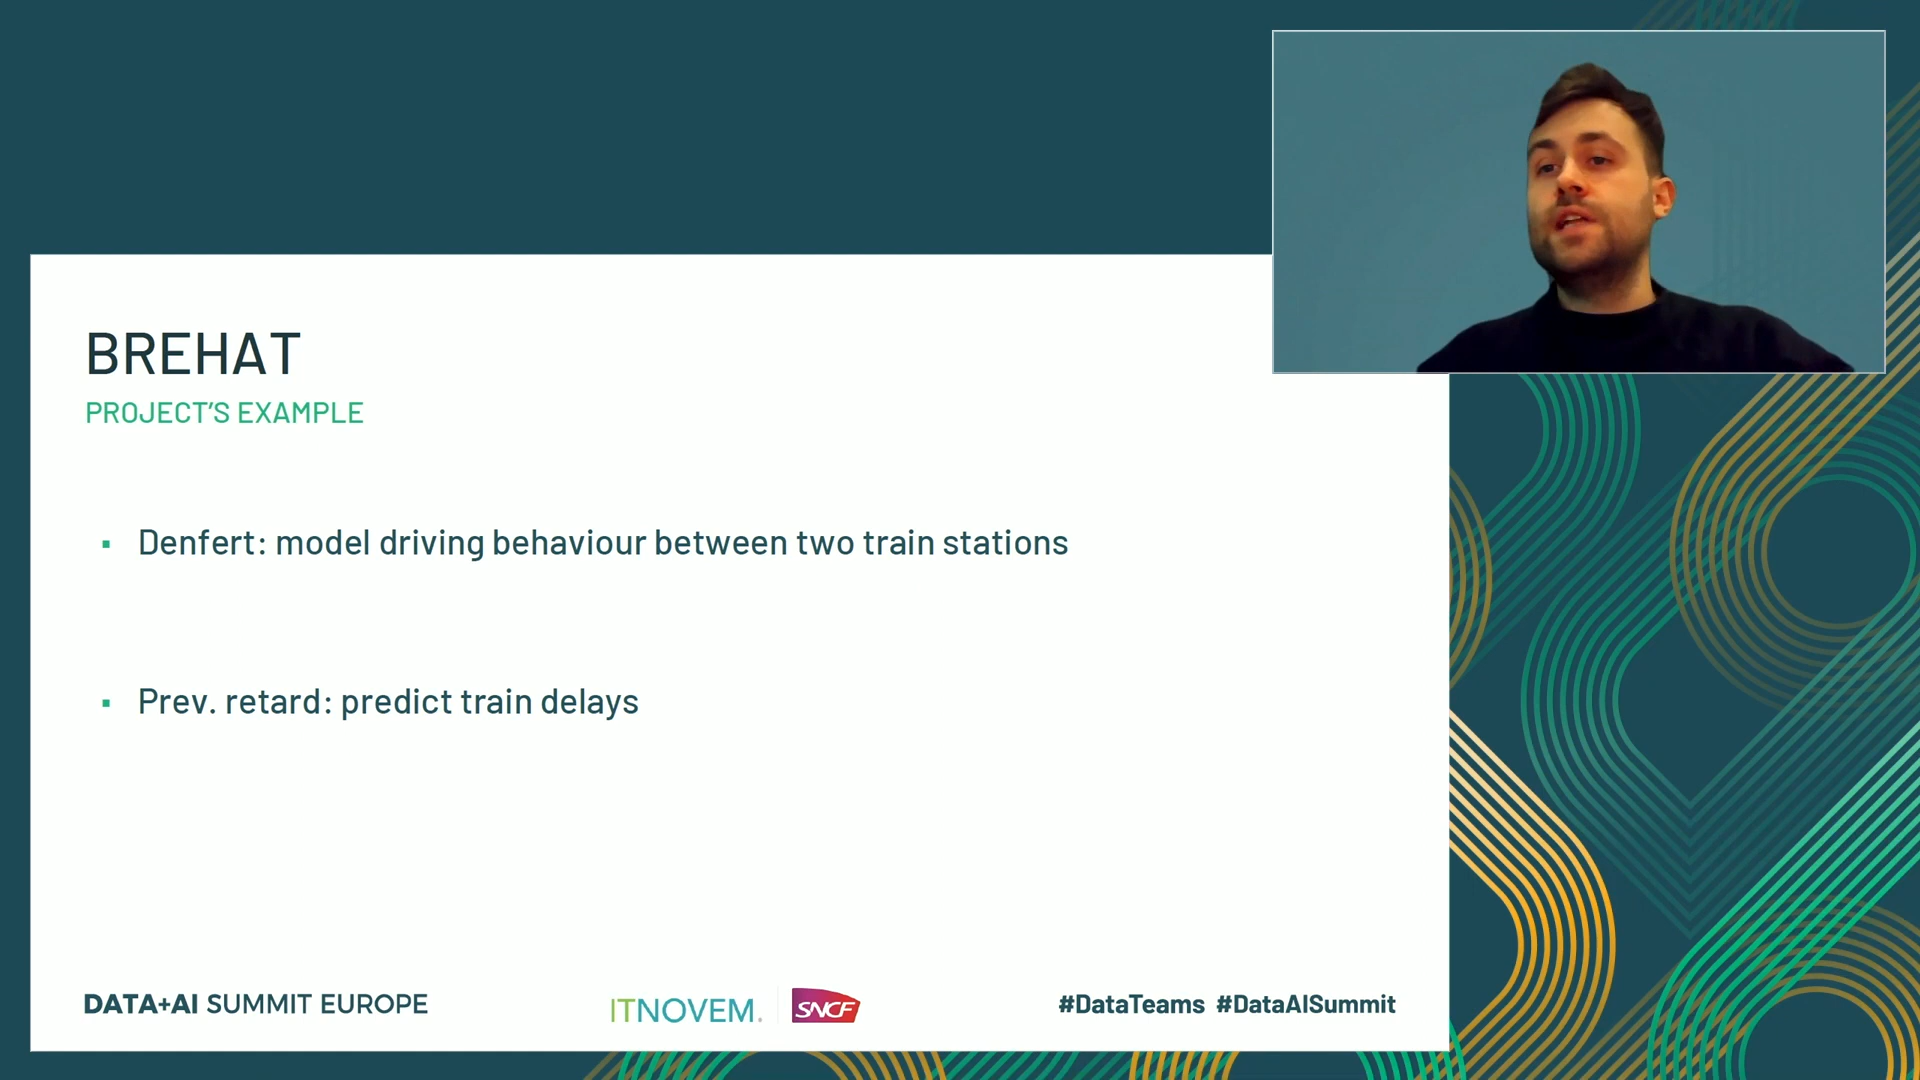 BREHAT
PROJECT'S EXAMPLE
▪ Denfert: model driving behaviour between two train stations
▪ Prev. retard: predict train delays
DATA+AI SUMMIT EUROPE
ITNOVEM.
SNCF
#DataTeams #DataAISummit